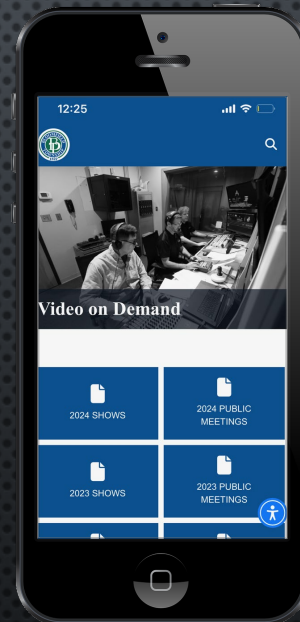 12:25
Video on Demand
2024 SHOWS
2024 PUBLIC
MEETINGS
2023 SHOWS
2023 PUBLIC
MEETINGS